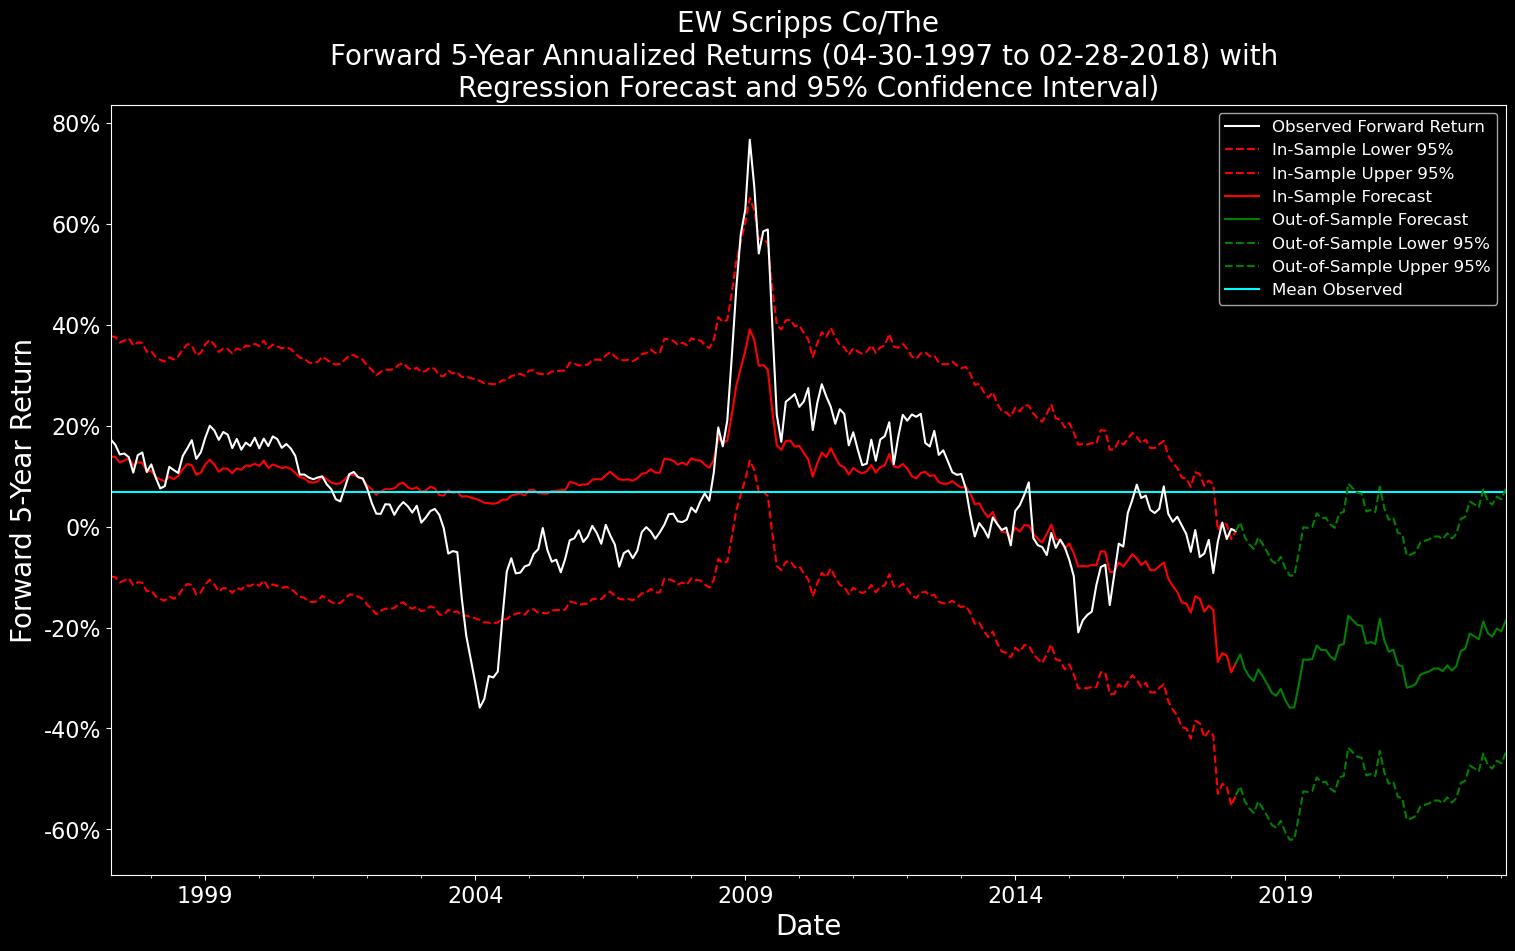 EW Scripps Co/The
Forward 5-Year Annualized Returns (04-30-1997 to 02-28-2018) with
Regression Forecast and 95% Confidence Interval)
Observed Forward Return
In-Sample Lower 95%
In-Sample Upper 95%
In-Sample Forecast
Out-of-Sample Forecast
Out-of-Sample Lower 95%
Out-of-Sample Upper 95%
Mean Observed
Forward 5-Year Return
80%
60%
40%
20%
0%
-20%
-40%
-60%
1999
2004
2009
2014
2019
Date